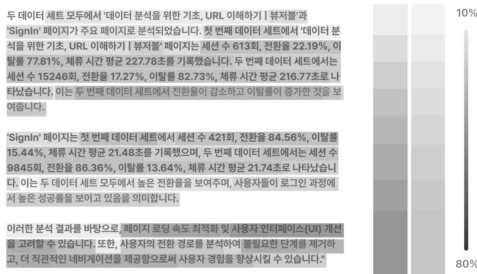 두 데이터 세트 모두에서 '데이터 분석을 위한 기초, URL 이해하기 | 뷰저블'과
'SignIn' 페이지가 주요 페이지로 분석되었습니다. 첫 번째 데이터 세트에서 '데이터 분
석을 위한 기초, URL 이해하기 | 뷰저블' 페이지는 세션 수 613회, 전환율 22.19%, 이
탈률 77.81%, 체류 시간 평균 227.78초를 기록했습니다. 두 번째 데이터 세트에서는
세션 수 15246회, 전환율 17.27%, 이탈률 82.73%, 체류 시간 평균 216.77초로 나
타났습니다. 이는 두 번째 데이터 세트에서 전환율이 감소하고 이탈률이 증가한 것을 보
여줍니다.
'SignIn' 페이지는 첫 번째 데이터 세트에서 세션 수 421회, 전환율 84.56%, 이탈률
15.44%, 체류 시간 평균 21.48초를 기록했으며, 두 번째 데이터 세트에서는 세션 수
9845회, 전환율 86.36%, 이탈률 13.64%, 체류 시간 평균 21.74초로 나타났습니
다. 이는 두 데이터 세트 모두에서 높은 전환율을 보여주며, 사용자들이 로그인 과정에
서 높은 성공률을 보이고 있음을 의미합니다.
이러한 분석 결과를 바탕으로, 페이지 로딩 속도 최적화 및 사용자 인터페이스(UI) 개선
을 고려할 수 있습니다. 또한, 사용자의 전환 경로를 분석하여 불필요한 단계를 제거하
고, 더 직관적인 네비게이션을 제공함으로써 사용자 경험을 향상시킬 수 있습니다."
10%
80%